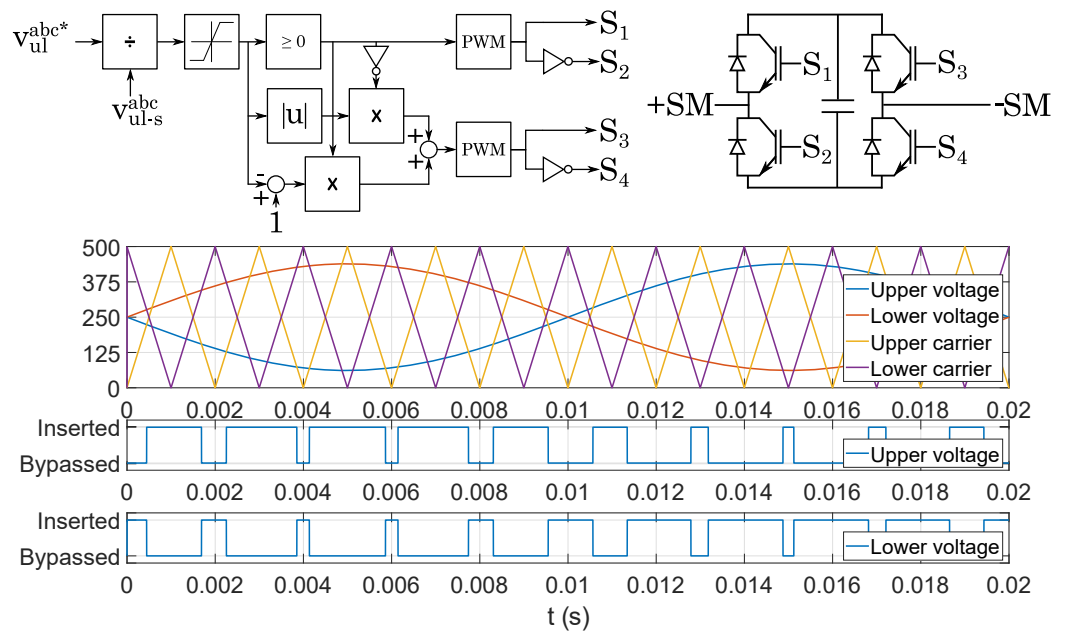 v_ul^abc*
÷
v_ul-s^abc
≥ 0
|u|
x
x
-
+
1
+
+
PWM
PWM
S1
S2
S3
S4
+SM
S1
S2
S3
S4
-SM
500
375
250
125
0
Upper voltage
Lower voltage
Upper carrier
Lower carrier
0 0.002 0.004 0.006 0.008 0.01 0.012 0.014 0.016 0.018 0.02
Inserted
Bypassed
Upper voltage
0 0.002 0.004 0.006 0.008 0.01 0.012 0.014 0.016 0.018 0.02
Inserted
Bypassed
Lower voltage
0 0.002 0.004 0.006 0.008 0.01 0.012 0.014 0.016 0.018 0.02
t (s)